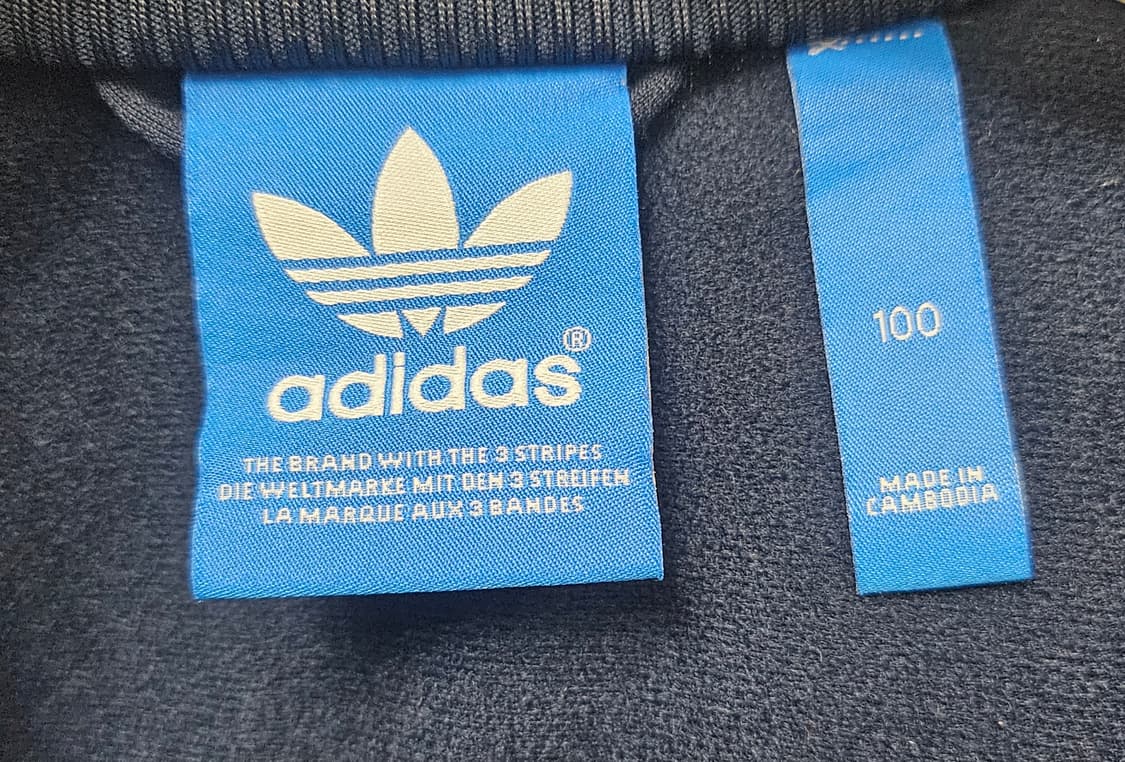 adidas®
THE BRAND WITH THE 3 STRIPES
DIE WELTMARKE MIT DEN 3 STREIFEN
LA MARQUE AUX 3 BANDES
100
MADE IN
CAMBODIA